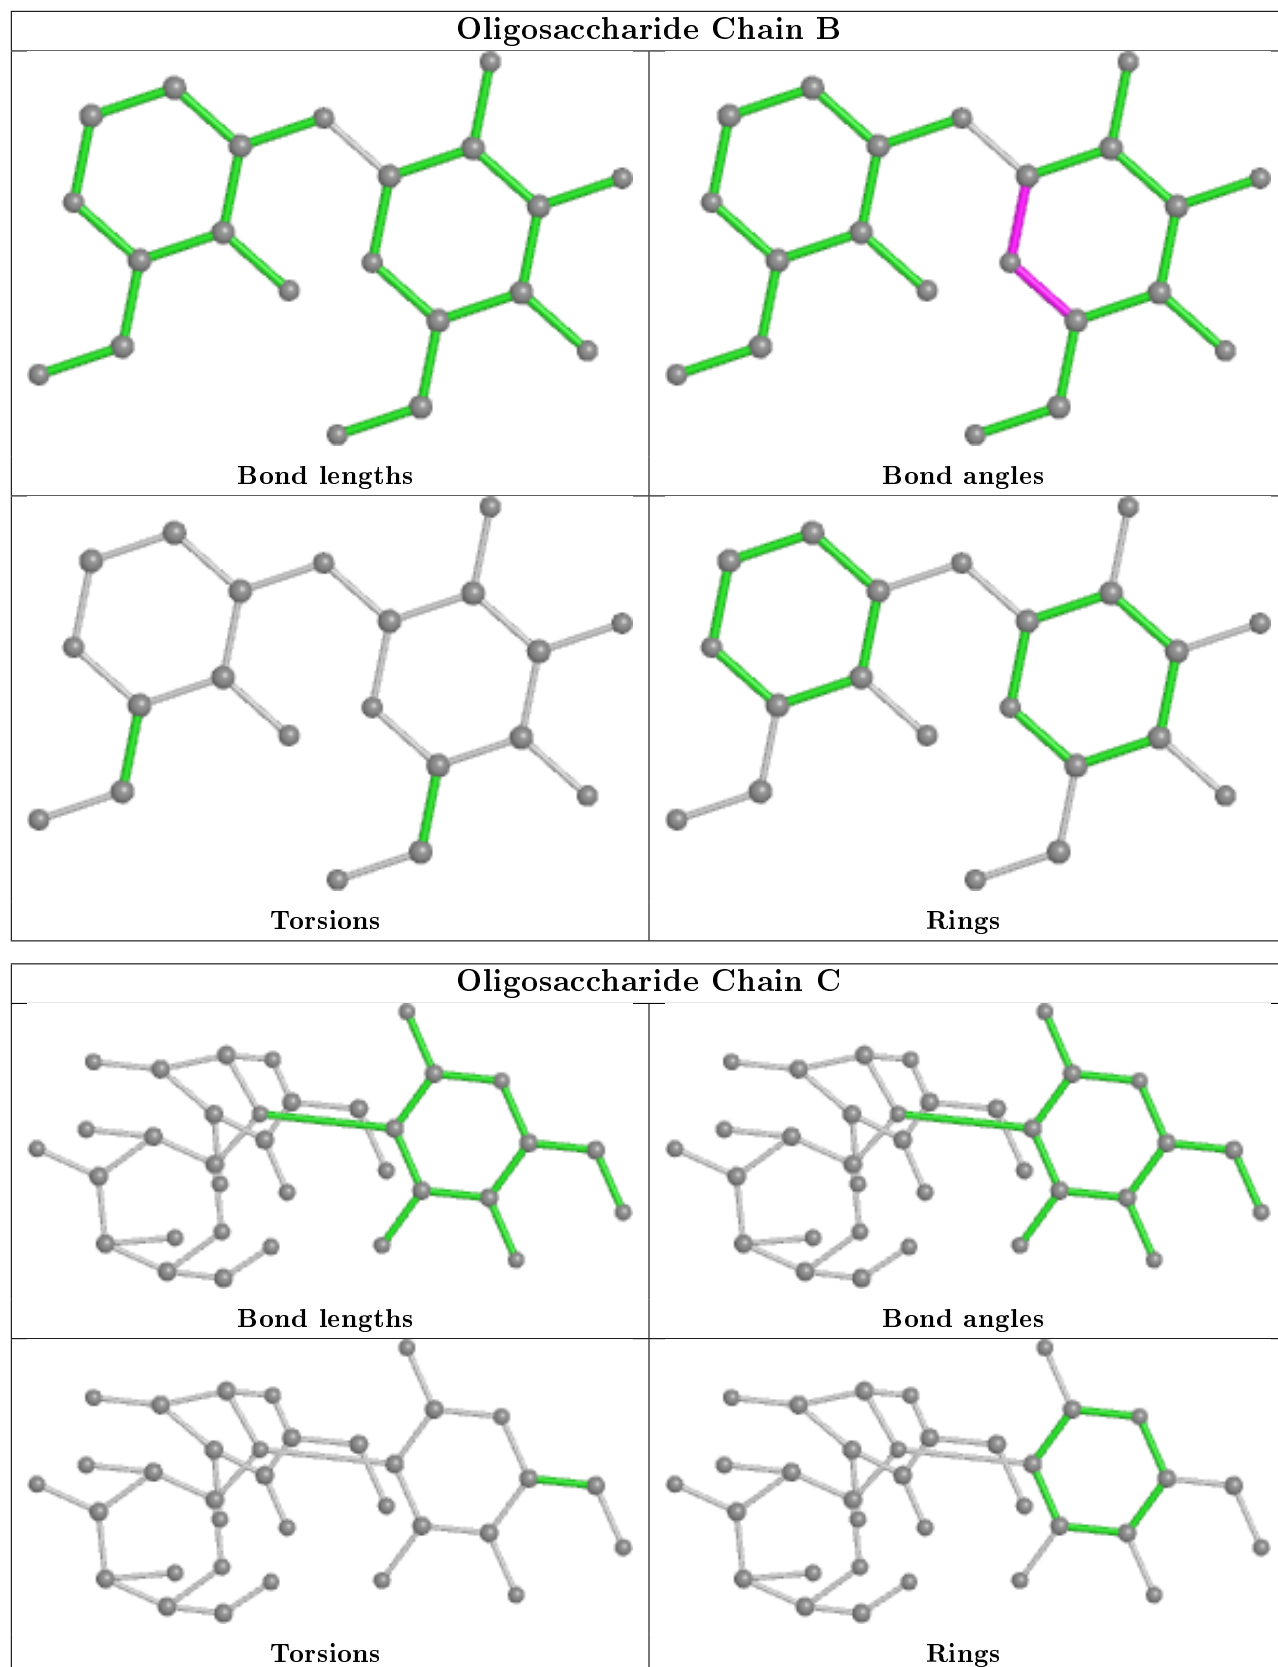 Oligosaccharide Chain B
Bond lengths
Bond angles
Torsions
Rings
Oligosaccharide Chain C
Bond lengths
Bond angles
Torsions
Rings